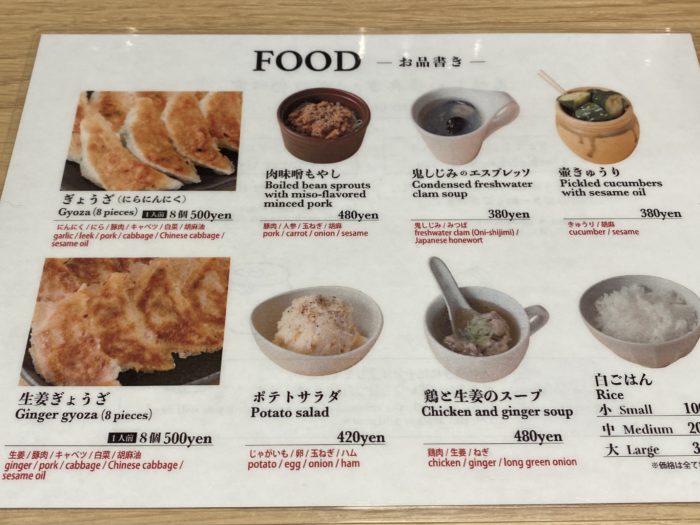 FOOD — お品書き —
ぎょうざ（にらにんにく）
Gyoza (8 pieces) 1人前 8個 500yen
にんにく / にら / 豚肉 / キャベツ / 白菜 / 胡麻油
garlic / leek / pork / cabbage / Chinese cabbage /
sesame oil
肉味噌もやし
Boiled bean sprouts
with miso-flavored
minced pork
480yen
豚肉 / 人参 / 玉ねぎ / 胡麻
pork / carrot / onion / sesame
鬼しじみのエスプレッソ
Condensed freshwater
clam soup
380yen
鬼しじみ / みつば
freshwater clam (Oni-shijimi) /
Japanese honewort
壺きゅうり
Pickled cucumbers
with sesame oil
380yen
きゅうり / 胡麻
cucumber / sesame
生姜ぎょうざ
Ginger gyoza (8 pieces)
1人前 8個 500yen
生姜 / 豚肉 / キャベツ / 白菜 / 胡麻油
ginger / pork / cabbage / Chinese cabbage /
sesame oil
ポテトサラダ
Potato salad
420yen
じゃがいも / 卵 / 玉ねぎ / ハム
potato / egg / onion / ham
鶏と生姜のスープ
Chicken and ginger soup
480yen
鶏肉 / 生姜 / ねぎ
chicken / ginger / long green onion
白ごはん
Rice
小 Small 10
中 Medium 20
大 Large 3
※価格は全て